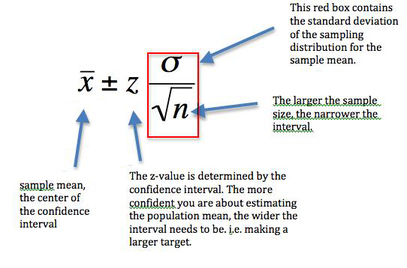 This red box contains
the standard deviation
of the sampling
distribution for the
sample mean.
x̄ ± z σ/√n
The larger the sample
size, the narrower the
interval.
sample mean,
the center of
the confidence
interval
The z-value is determined by the
confidence interval. The more
confident you are about estimating
the population mean, the wider the
interval needs to be. i.e. making a
larger target.